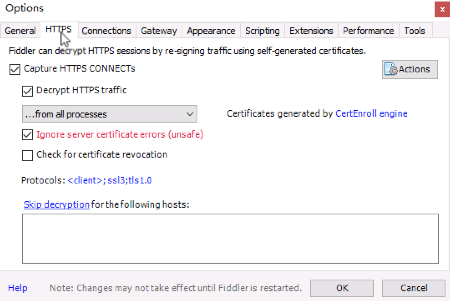 Options
General HTTPS Connections Gateway Appearance Scripting Extensions Performance Tools
Fiddler can decrypt HTTPS sessions by re-signing traffic using self-generated certificates.
Capture HTTPS CONNECTs
Actions
Decrypt HTTPS traffic
...from all processes
Certificates generated by CertEnroll engine
Ignore server certificate errors (unsafe)
Check for certificate revocation
Protocols: <client>;ssl3;tls1.0
Skip decryption for the following hosts:
Help Note: Changes may not take effect until Fiddler is restarted. OK Cancel